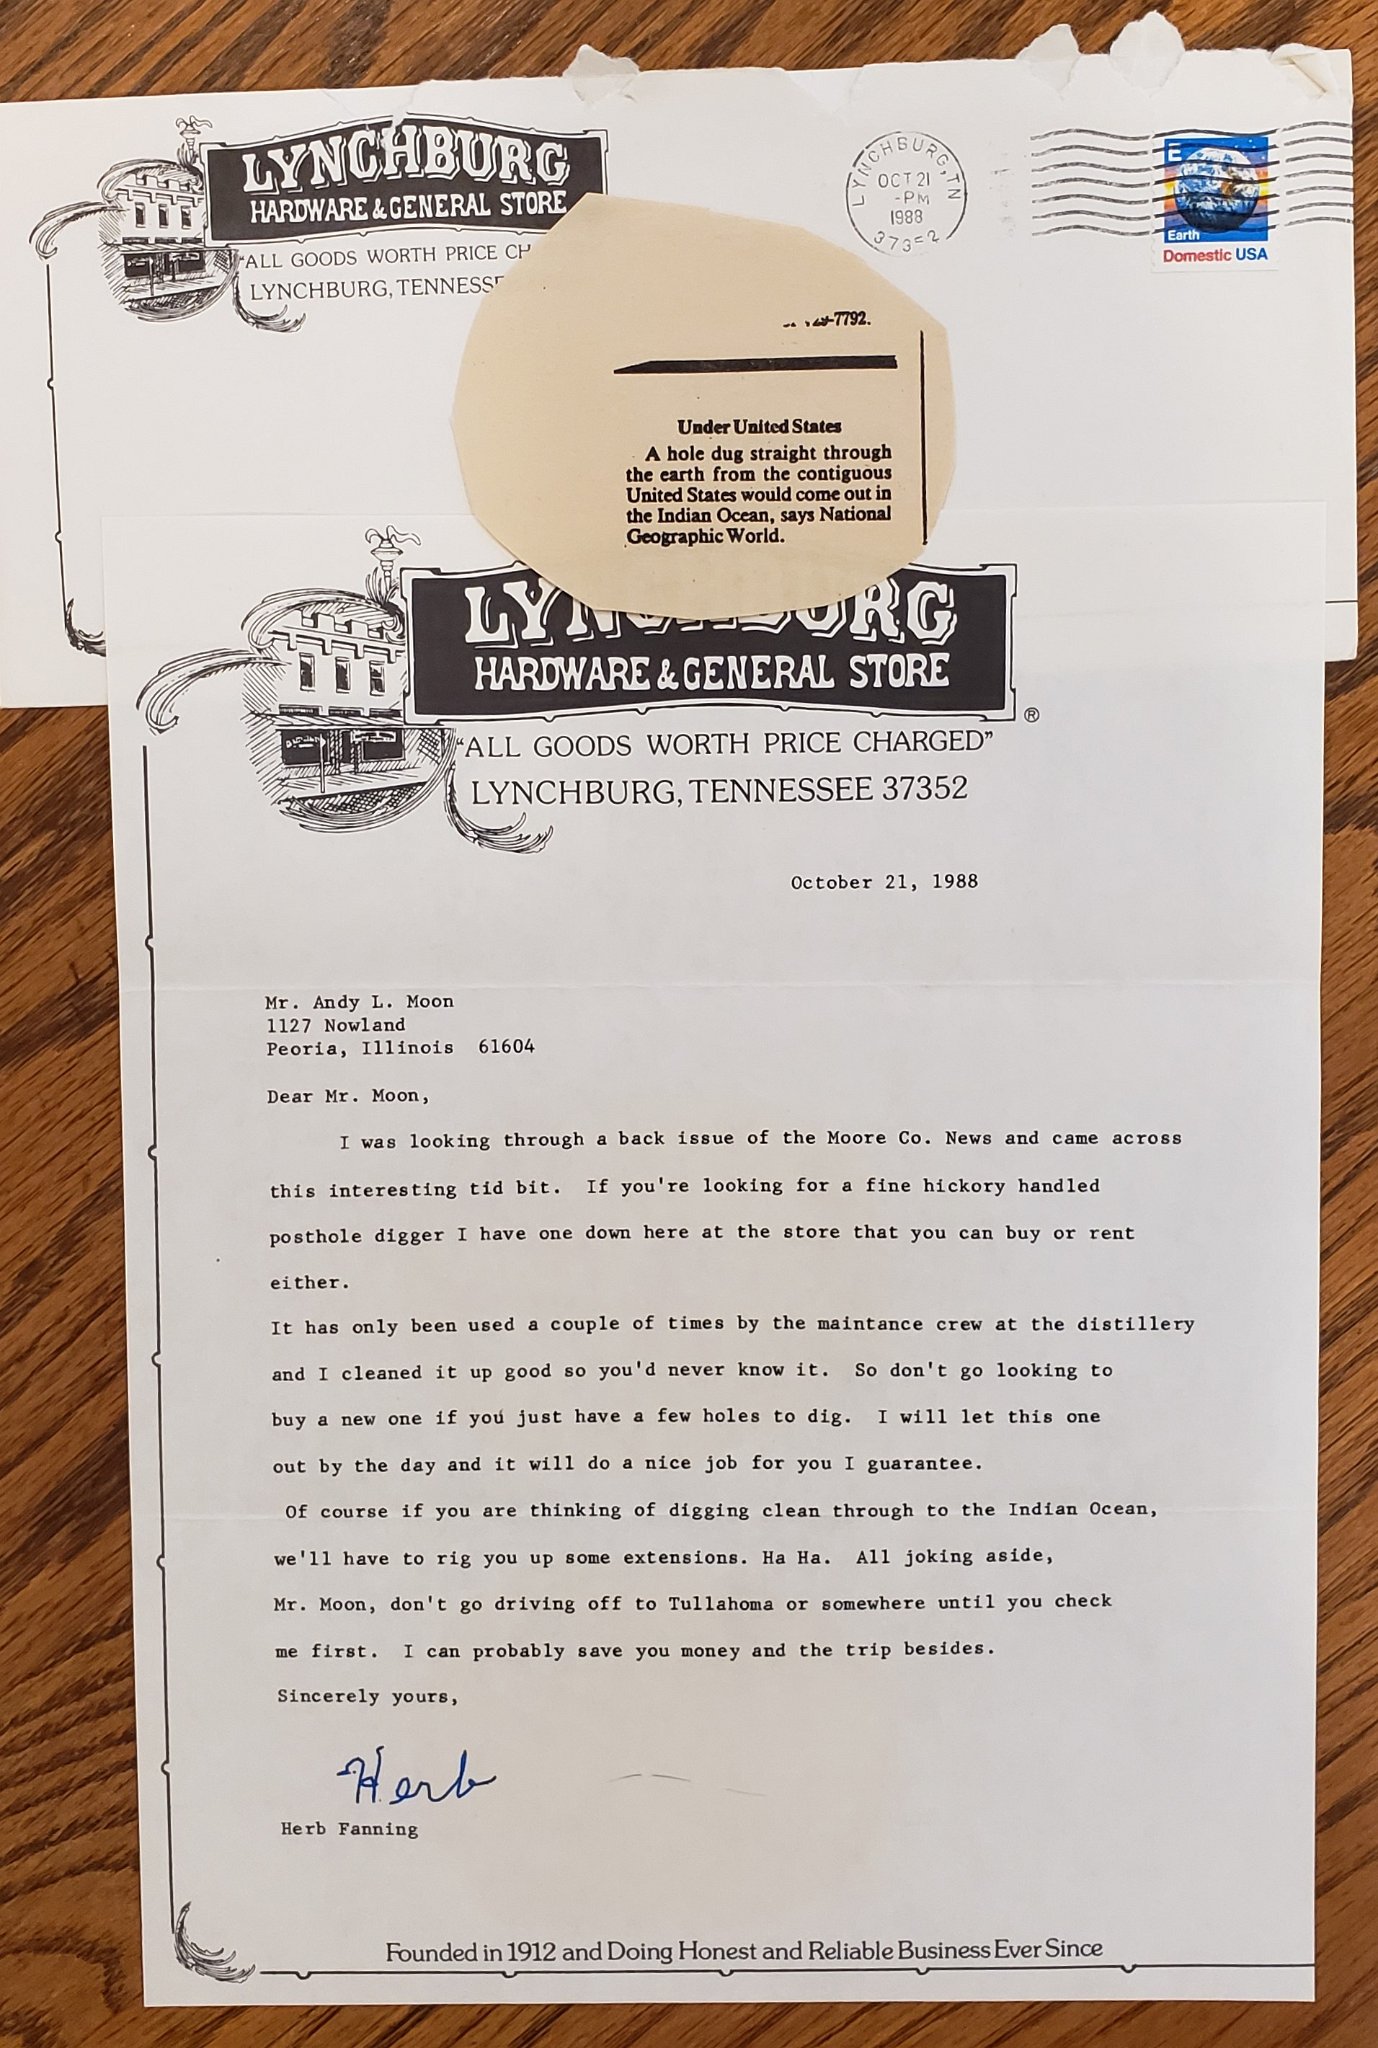 LYNCHBURG
HARDWARE & GENERAL STORE
"ALL GOODS WORTH PRICE
LYNCHBURG,
LYNCHBURG, TN
OCT 21
-PM
1988
E
Earth
Domestic USA
-7792.
Under United States
A hole dug straight through
the earth from the contiguous
United States would come out in
the Indian Ocean, says National
Geographic World.
LYNCHBURG
HARDWARE & GENERAL STORE
®
"ALL GOODS WORTH PRICE CHARGED"
LYNCHBURG, TENNESSEE 37352
October 21, 1988
Mr. Andy L. Moon
1127 Nowland
Peoria, Illinois 61604
Dear Mr. Moon,
I was looking through a back issue of the Moore Co. News and came across
this interesting tid bit. If you're looking for a fine hickory handled
posthole digger I have one down here at the store that you can buy or rent
either.
It has only been used a couple of times by the maintance crew at the distillery
and I cleaned it up good so you'd never know it. So don't go looking to
buy a new one if you just have a few holes to dig. I will let this one
out by the day and it will do a nice job for you I guarantee.
Of course if you are thinking of digging clean through to the Indian Ocean,
we'll have to rig you up some extensions. Ha Ha. All joking aside,
Mr. Moon, don't go driving off to Tullahoma or somewhere until you check
me first. I can probably save you money and the trip besides.
Sincerely yours,
Herb
Herb Fanning
Founded in 1912 and Doing Honest and Reliable Business Ever Since